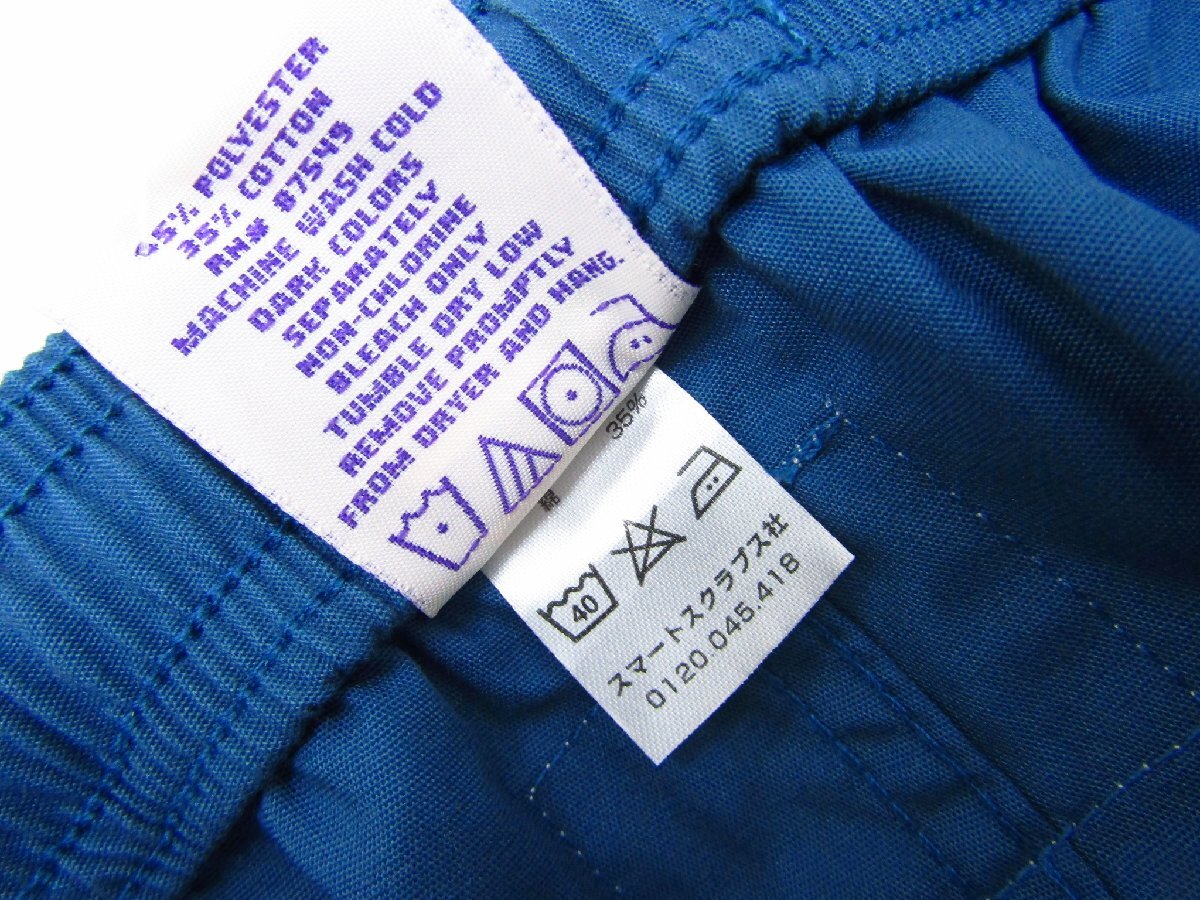 65% POLYESTER
35% COTTON
RN# 87549
MACHINE WASH COLD
DARK COLORS
SEPARATELY
NON-CHLORINE
BLEACH ONLY
TUMBLE DRY LOW
REMOVE PROMPTLY
FROM DRYER AND HANG.
綿 35%
40
スマートスクラブス社
0120.045.418